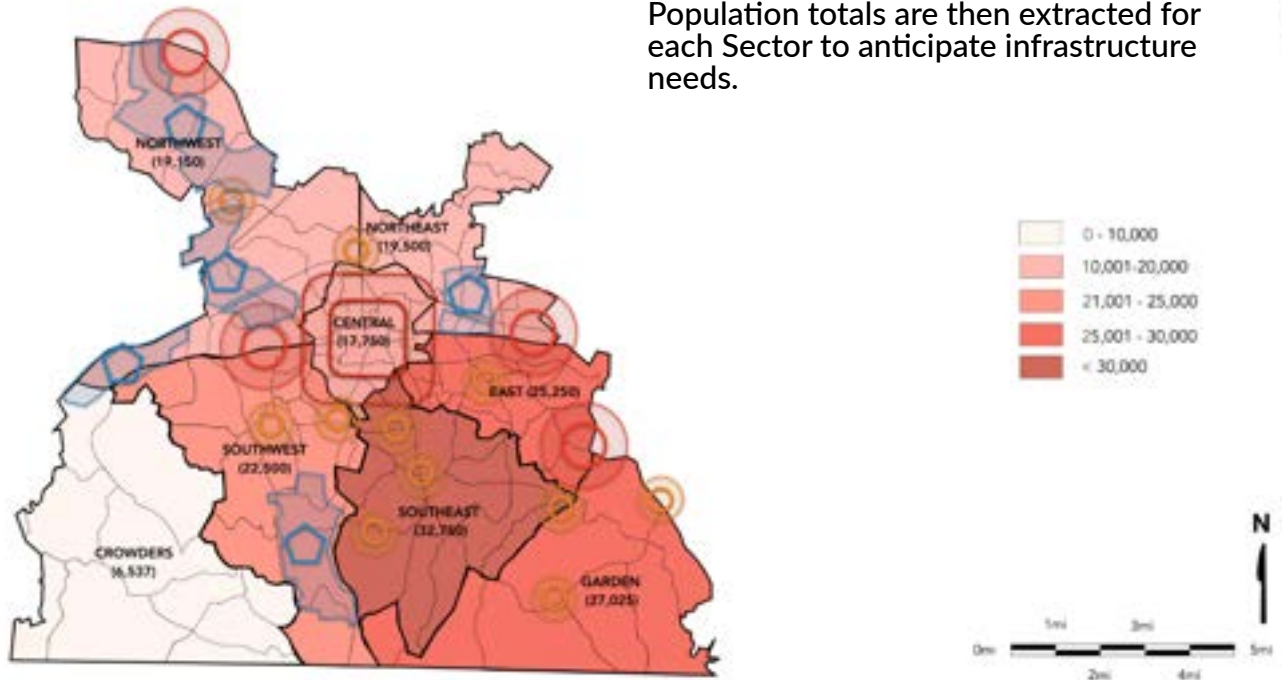 Population totals are then extracted for
each Sector to anticipate infrastructure
needs.
NORTHWEST
(19,150)
NORTHEAST
(19,500)
CENTRAL
(17,750)
EAST (25,250)
SOUTHWEST
(22,500)
SOUTHEAST
(32,750)
CROWDERS
(6,537)
GARDEN
(27,025)
0 - 10,000
10,001-20,000
21,001 - 25,000
25,001 - 30,000
< 30,000
N
1mi 3mi
0mi 5mi
2mi 4mi